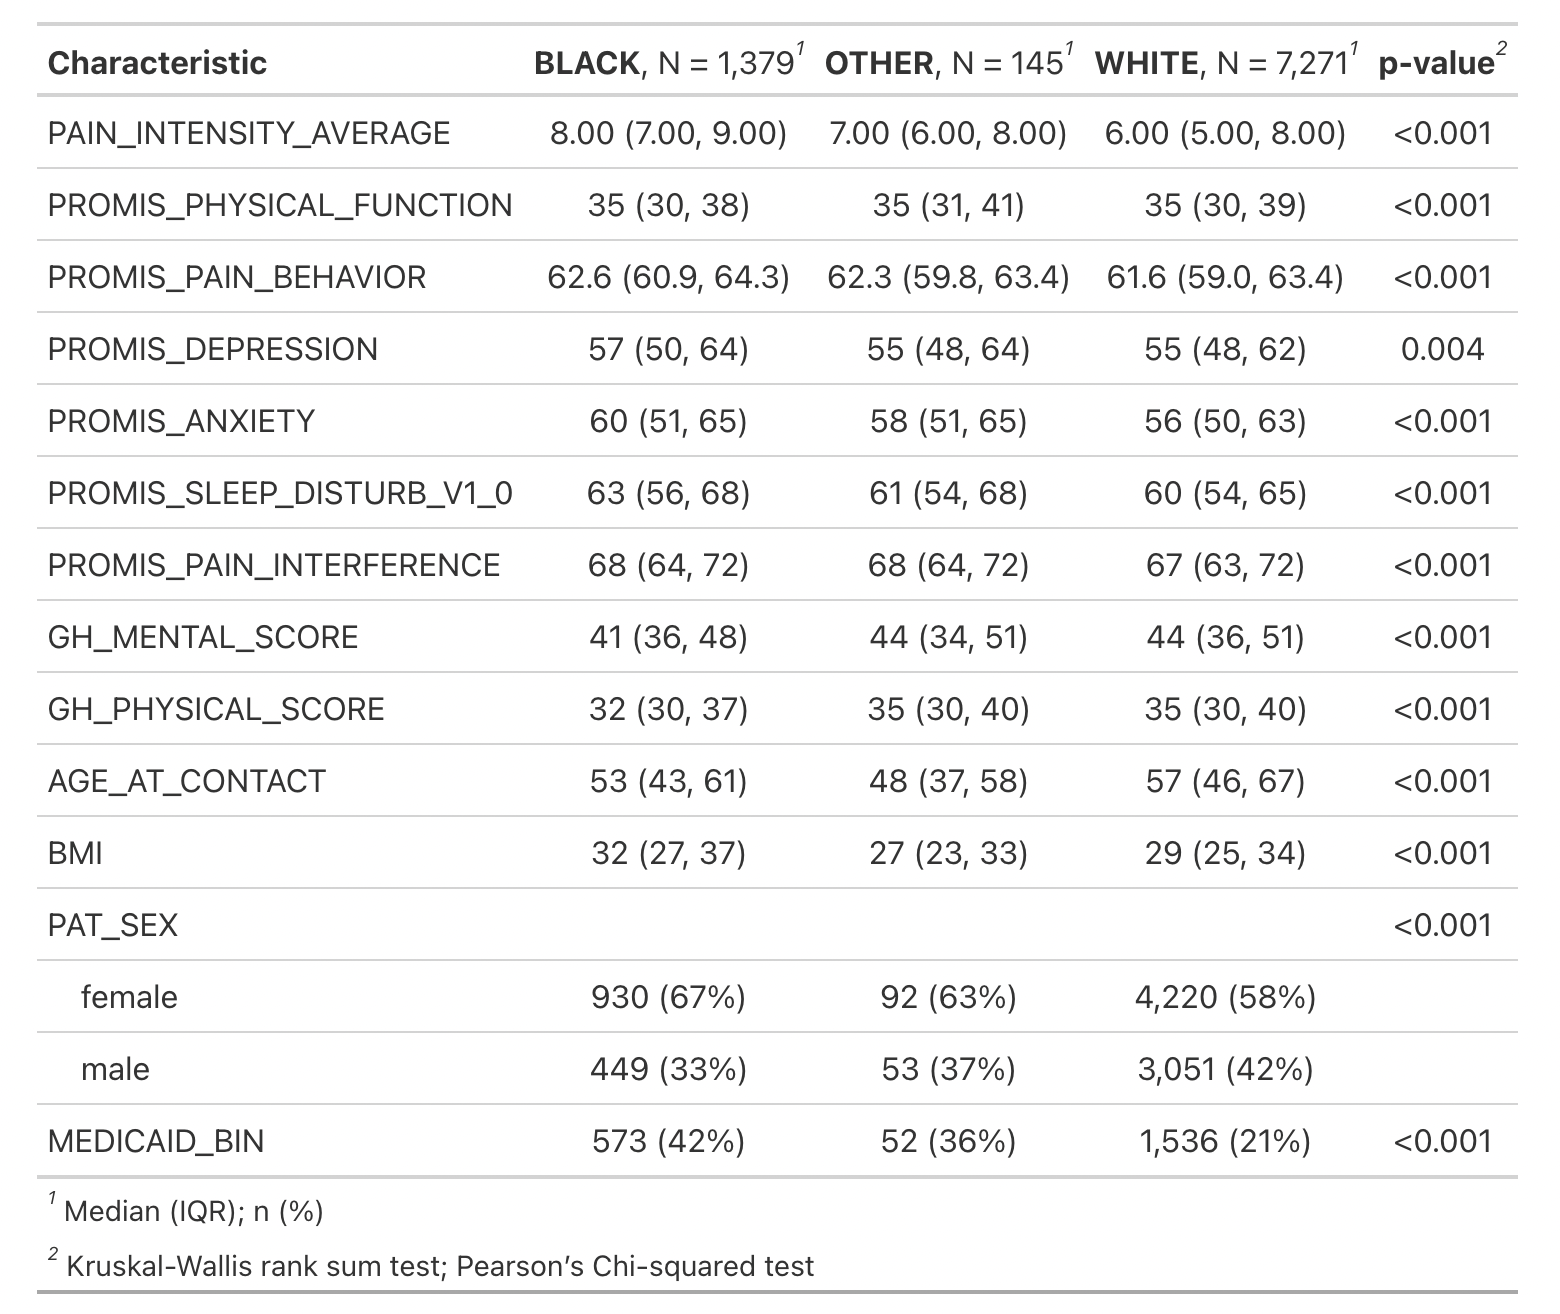 Characteristic BLACK, N = 1,379¹ OTHER, N = 145¹ WHITE, N = 7,271¹ p-value²
PAIN_INTENSITY_AVERAGE 8.00 (7.00, 9.00) 7.00 (6.00, 8.00) 6.00 (5.00, 8.00) <0.001
PROMIS_PHYSICAL_FUNCTION 35 (30, 38) 35 (31, 41) 35 (30, 39) <0.001
PROMIS_PAIN_BEHAVIOR 62.6 (60.9, 64.3) 62.3 (59.8, 63.4) 61.6 (59.0, 63.4) <0.001
PROMIS_DEPRESSION 57 (50, 64) 55 (48, 64) 55 (48, 62) 0.004
PROMIS_ANXIETY 60 (51, 65) 58 (51, 65) 56 (50, 63) <0.001
PROMIS_SLEEP_DISTURB_V1_0 63 (56, 68) 61 (54, 68) 60 (54, 65) <0.001
PROMIS_PAIN_INTERFERENCE 68 (64, 72) 68 (64, 72) 67 (63, 72) <0.001
GH_MENTAL_SCORE 41 (36, 48) 44 (34, 51) 44 (36, 51) <0.001
GH_PHYSICAL_SCORE 32 (30, 37) 35 (30, 40) 35 (30, 40) <0.001
AGE_AT_CONTACT 53 (43, 61) 48 (37, 58) 57 (46, 67) <0.001
BMI 32 (27, 37) 27 (23, 33) 29 (25, 34) <0.001
PAT_SEX <0.001
female 930 (67%) 92 (63%) 4,220 (58%)
male 449 (33%) 53 (37%) 3,051 (42%)
MEDICAID_BIN 573 (42%) 52 (36%) 1,536 (21%) <0.001
¹ Median (IQR); n (%)
² Kruskal-Wallis rank sum test; Pearson’s Chi-squared test